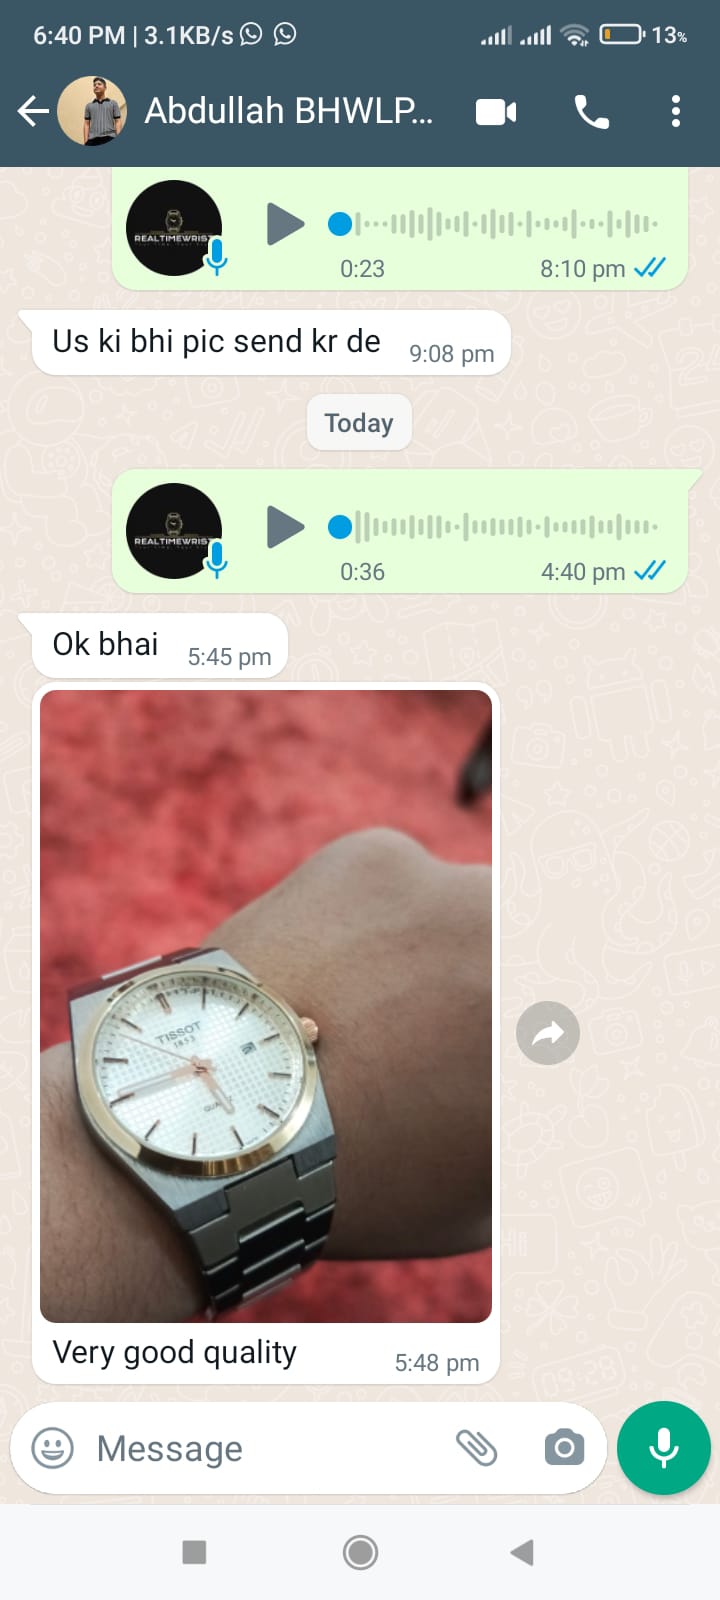 6:40 PM | 3.1KB/s
13%
Abdullah BHWLP...
REALTIMEWRIST
0:23
8:10 pm
Us ki bhi pic send kr de
9:08 pm
Today
REALTIMEWRIST
0:36
4:40 pm
Ok bhai
5:45 pm
TISSOT
1853
QUARTZ
Very good quality
5:48 pm
Message